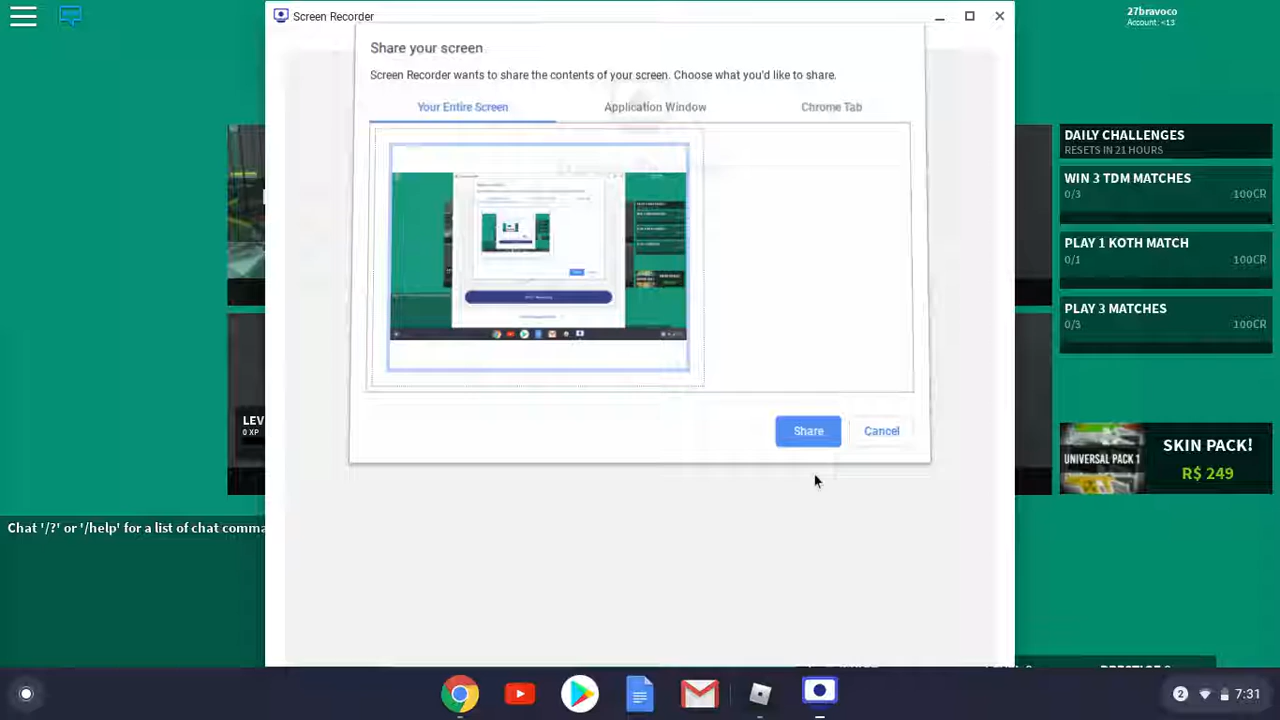 Screen Recorder
27bravoco
Account: <13
Share your screen
Screen Recorder wants to share the contents of your screen. Choose what you'd like to share.
Your Entire Screen
Application Window
Chrome Tab
Share
Cancel
DAILY CHALLENGES
RESETS IN 21 HOURS
WIN 3 TDM MATCHES
0/3 100CR
PLAY 1 KOTH MATCH
0/1 100CR
PLAY 3 MATCHES
0/3 100CR
LEV
0 XP
UNIVERSAL PACK 1
SKIN PACK!
R$ 249
Chat '/?' or '/help' for a list of chat comma
2
7:31